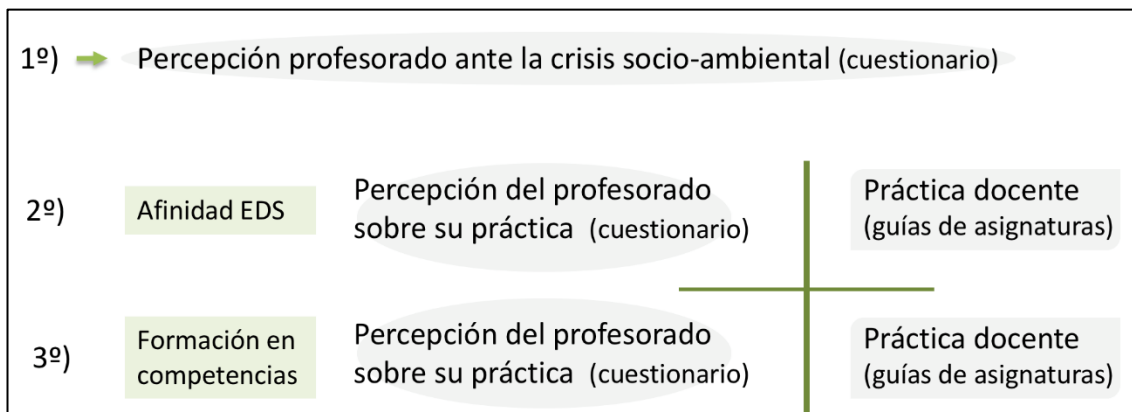 1º) Percepción profesorado ante la crisis socio-ambiental (cuestionario)
2º)
Afinidad EDS
Percepción del profesorado
sobre su práctica (cuestionario)
Práctica docente
(guías de asignaturas)
3º)
Formación en
competencias
Percepción del profesorado
sobre su práctica (cuestionario)
Práctica docente
(guías de asignaturas)